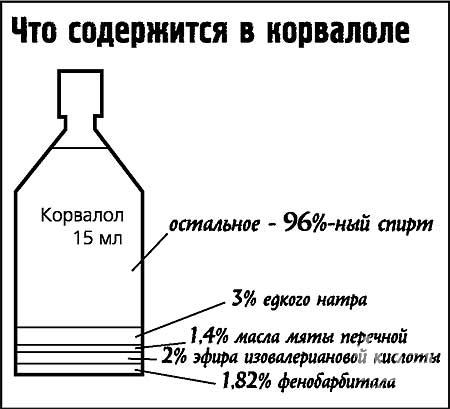 Что содержится в корвалоле
Корвалол
15 мл
остальное - 96%-ный спирт
3% едкого натра
1,4% масла мяты перечной
2% эфира изовалериановой кислоты
1,82% фенобарбитала